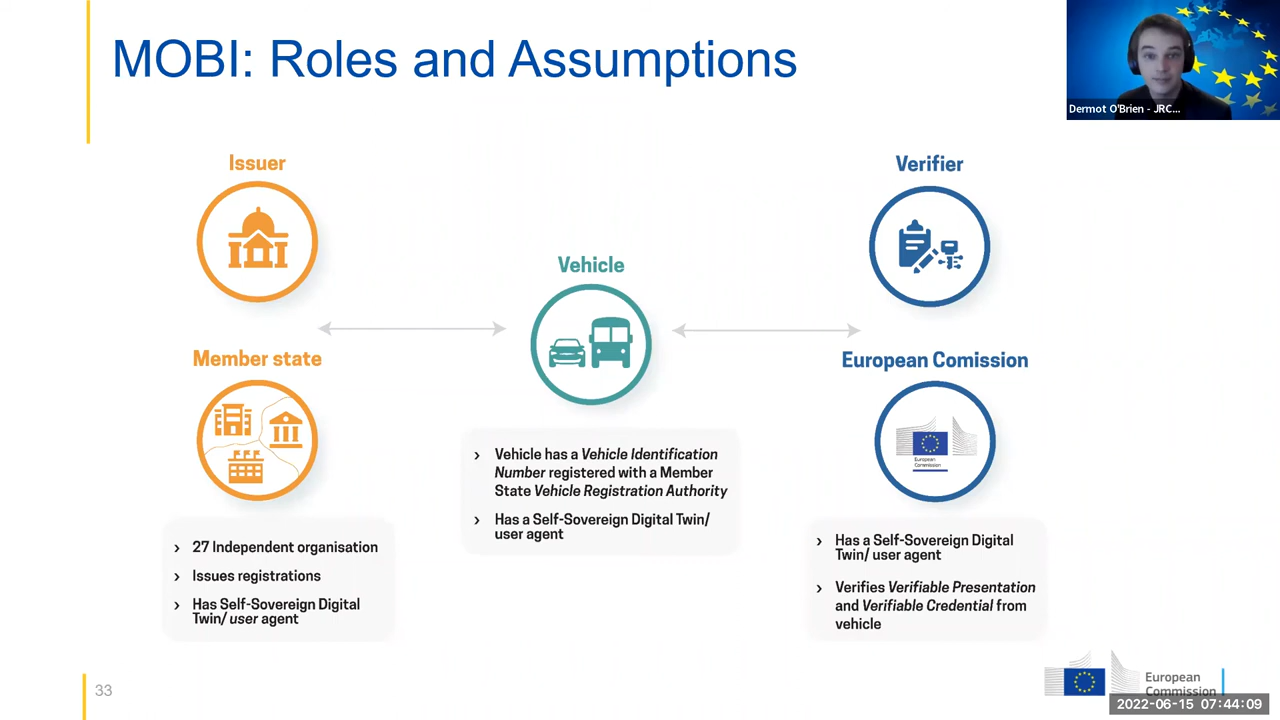 MOBI: Roles and Assumptions
Dermot O'Brien - JRC...
Issuer
Verifier
Vehicle
Member state
European Comission
European
Commission
› Vehicle has a Vehicle Identification
Number registered with a Member
State Vehicle Registration Authority
› Has a Self-Sovereign Digital Twin/
user agent
› 27 Independent organisation
› Issues registrations
› Has Self-Sovereign Digital
Twin/ user agent
› Has a Self-Sovereign Digital
Twin/ user agent
› Verifies Verifiable Presentation
and Verifiable Credential from
vehicle
33
European
Commission
2022-06-15 07:44:09